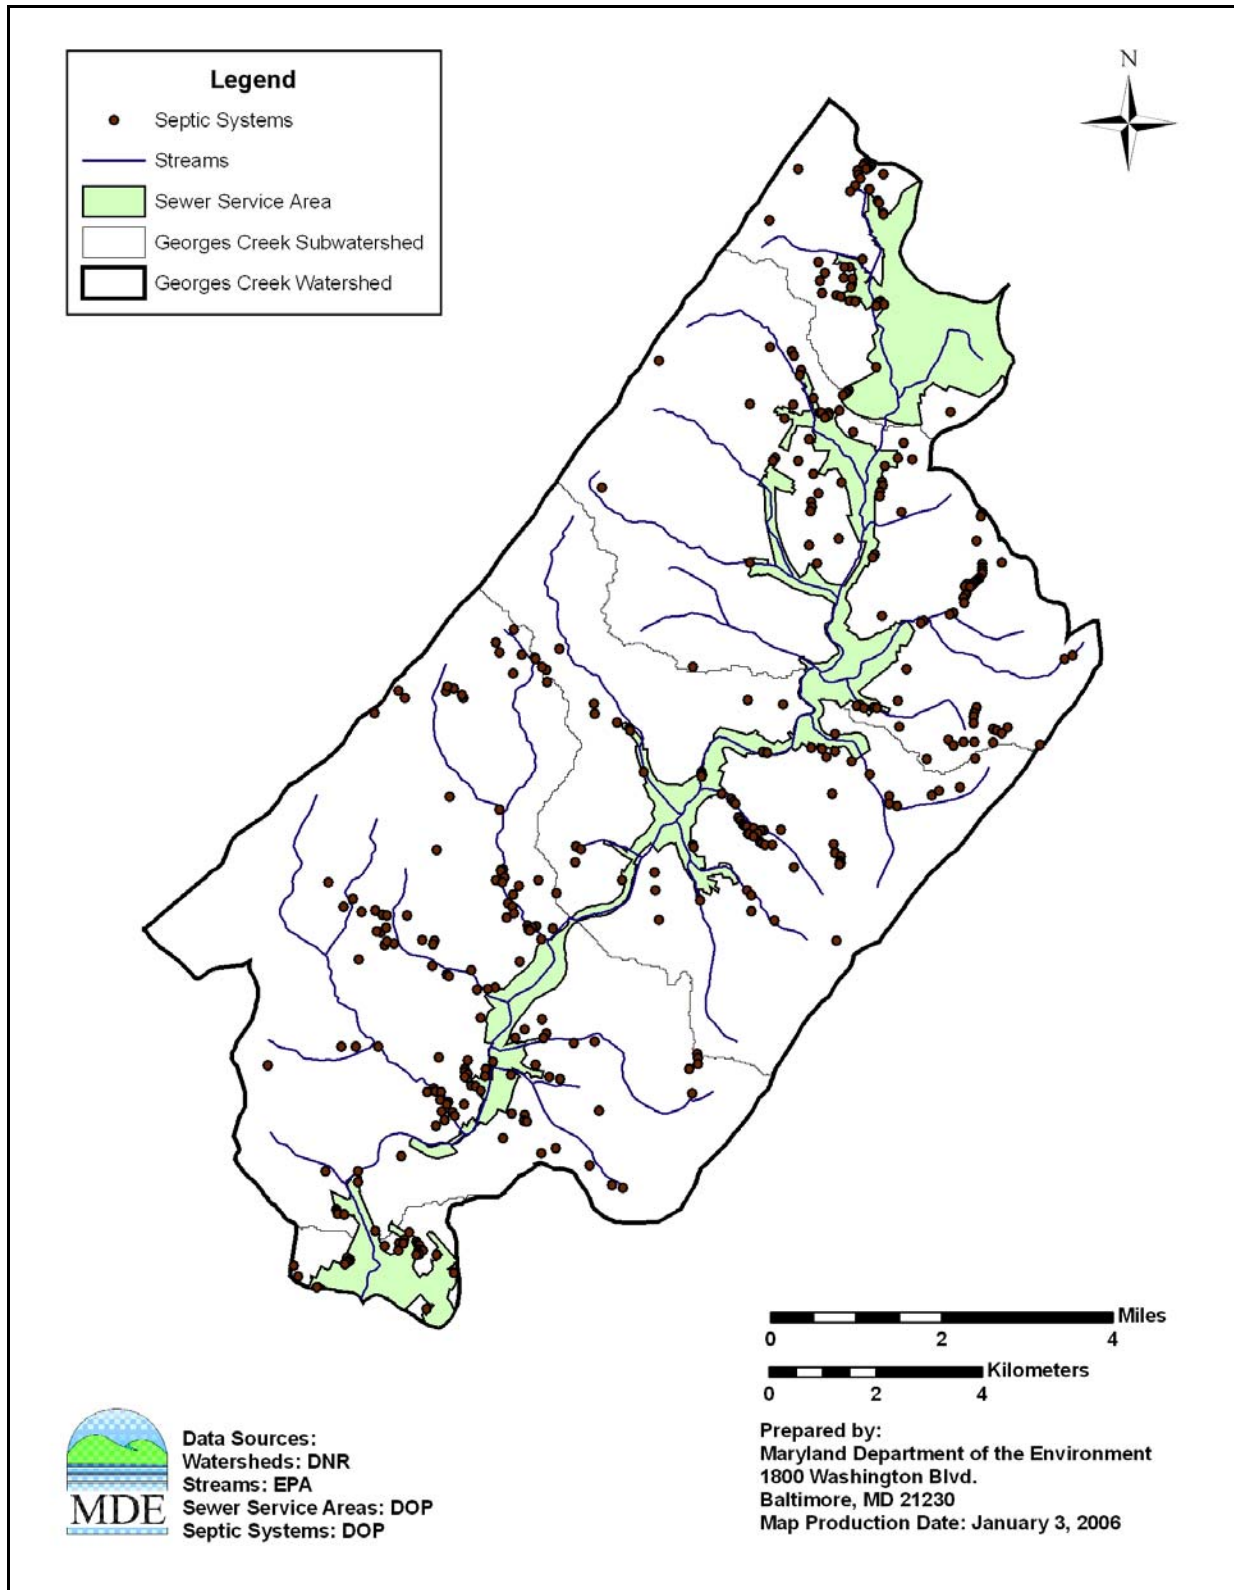 Legend
Septic Systems
Streams
Sewer Service Area
Georges Creek Subwatershed
Georges Creek Watershed
N
Miles
0 2 4
Kilometers
0 2 4
MDE
Data Sources:
Watersheds: DNR
Streams: EPA
Sewer Service Areas: DOP
Septic Systems: DOP
Prepared by:
Maryland Department of the Environment
1800 Washington Blvd.
Baltimore, MD 21230
Map Production Date: January 3, 2006